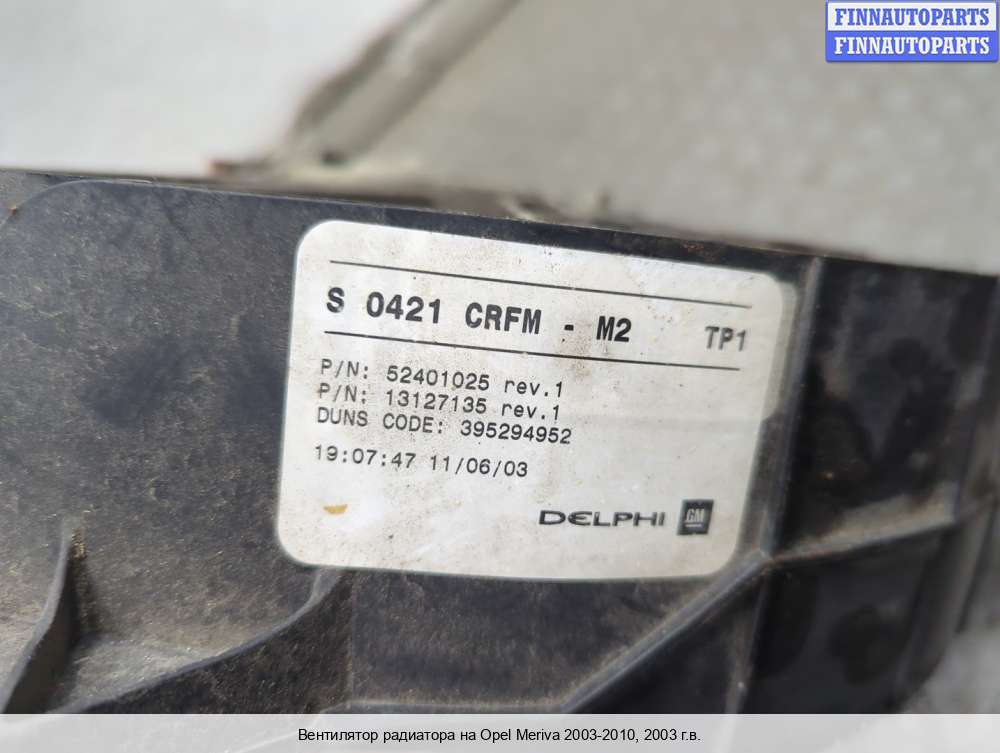 FINNAUTOPARTS
FINNAUTOPARTS
S 0421 CRFM - M2 TP1
P/N: 52401025 rev.1
P/N: 13127135 rev.1
DUNS CODE: 395294952
19:07:47 11/06/03
DELPHI GM
Вентилятор радиатора на Opel Meriva 2003-2010, 2003 г.в.